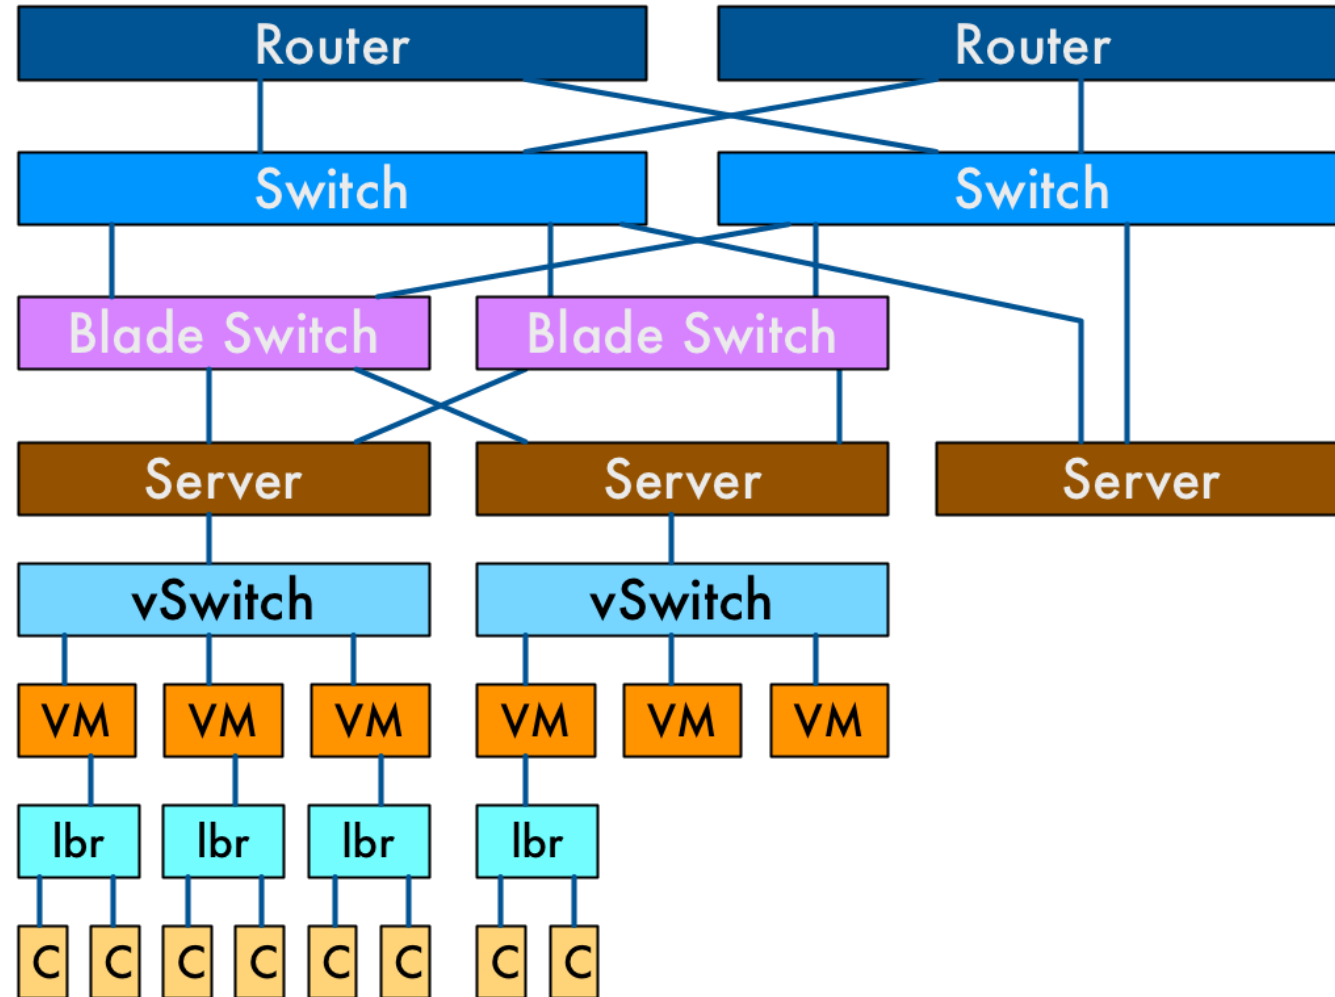 Router Router
Switch Switch
Blade Switch Blade Switch
Server Server Server
vSwitch vSwitch
VM VM VM VM VM VM
lbr lbr lbr lbr
C C C C C C C C